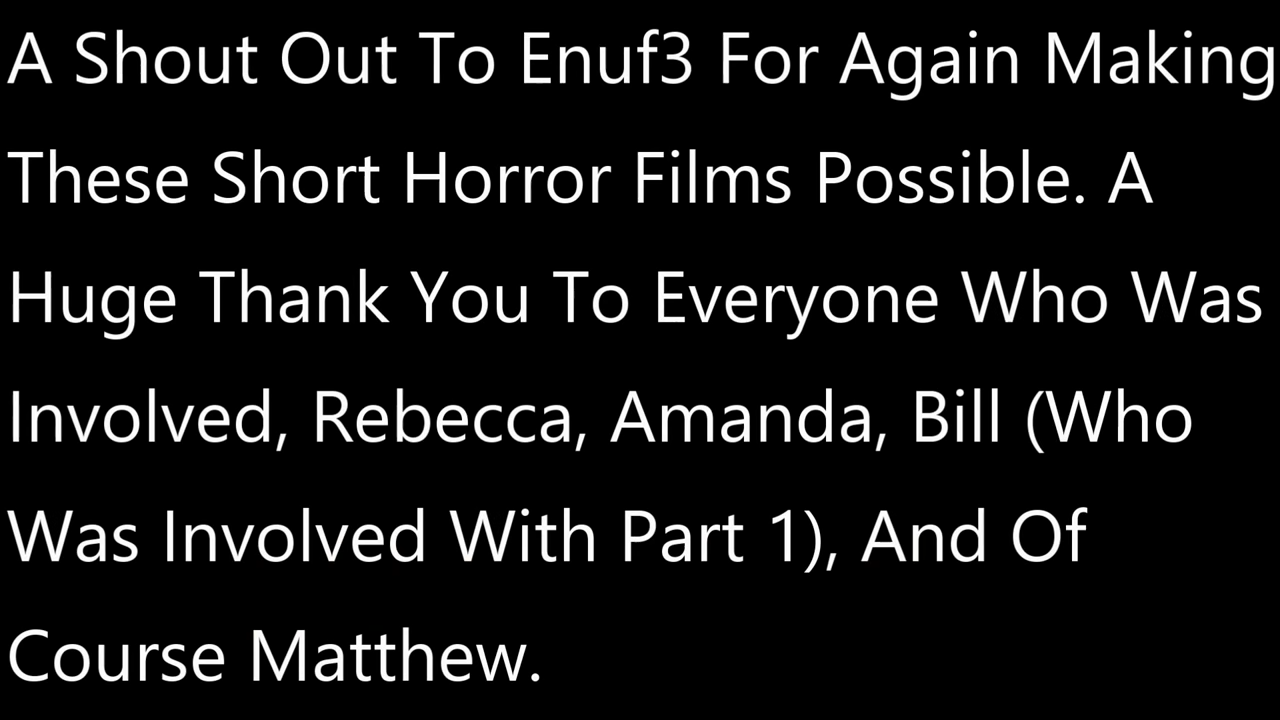 A Shout Out To Enuf3 For Again Making
These Short Horror Films Possible. A
Huge Thank You To Everyone Who Was
Involved, Rebecca, Amanda, Bill (Who
Was Involved With Part 1), And Of
Course Matthew.